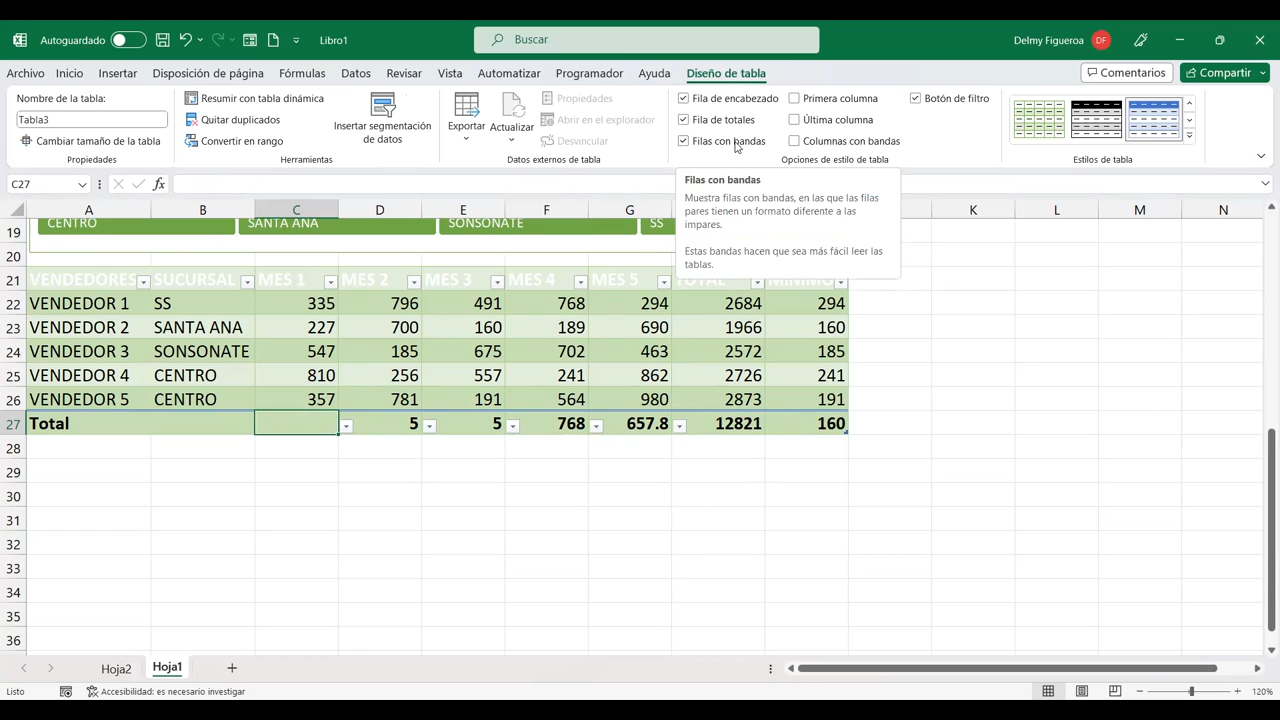 Autoguardado Libro1 Buscar Delmy Figueroa DF
Archivo Inicio Insertar Disposición de página Fórmulas Datos Revisar Vista Automatizar Programador Ayuda Diseño de tabla Comentarios Compartir
Nombre de la tabla:
Tabla3
Cambiar tamaño de la tabla
Propiedades
Resumir con tabla dinámica
Quitar duplicados
Convertir en rango
Insertar segmentación
de datos
Herramientas
Exportar
Actualizar
Propiedades
Abrir en el explorador
Desvincular
Datos externos de tabla
Fila de encabezado Primera columna Botón de filtro
Fila de totales Última columna
Filas con bandas Columnas con bandas
Opciones de estilo de tabla
Estilos de tabla
C27 fx
Filas con bandas
Muestra filas con bandas, en las que las filas
pares tienen un formato diferente a las
impares.
Estas bandas hacen que sea más fácil leer las
tablas.
A B C D E F G K L M N
19 CENTRO SANTA ANA SONSONATE SS
20
21 VENDEDORES SUCURSAL MES 1 MES 2 MES 3 MES 4 MES 5 TOTAL MINIMO
22 VENDEDOR 1 SS 335 796 491 768 294 2684 294
23 VENDEDOR 2 SANTA ANA 227 700 160 189 690 1966 160
24 VENDEDOR 3 SONSONATE 547 185 675 702 463 2572 185
25 VENDEDOR 4 CENTRO 810 256 557 241 862 2726 241
26 VENDEDOR 5 CENTRO 357 781 191 564 980 2873 191
27 Total 5 5 768 657.8 12821 160
28
29
30
31
32
33
34
35
36
Hoja2 Hoja1
Listo Accesibilidad: es necesario investigar 120%